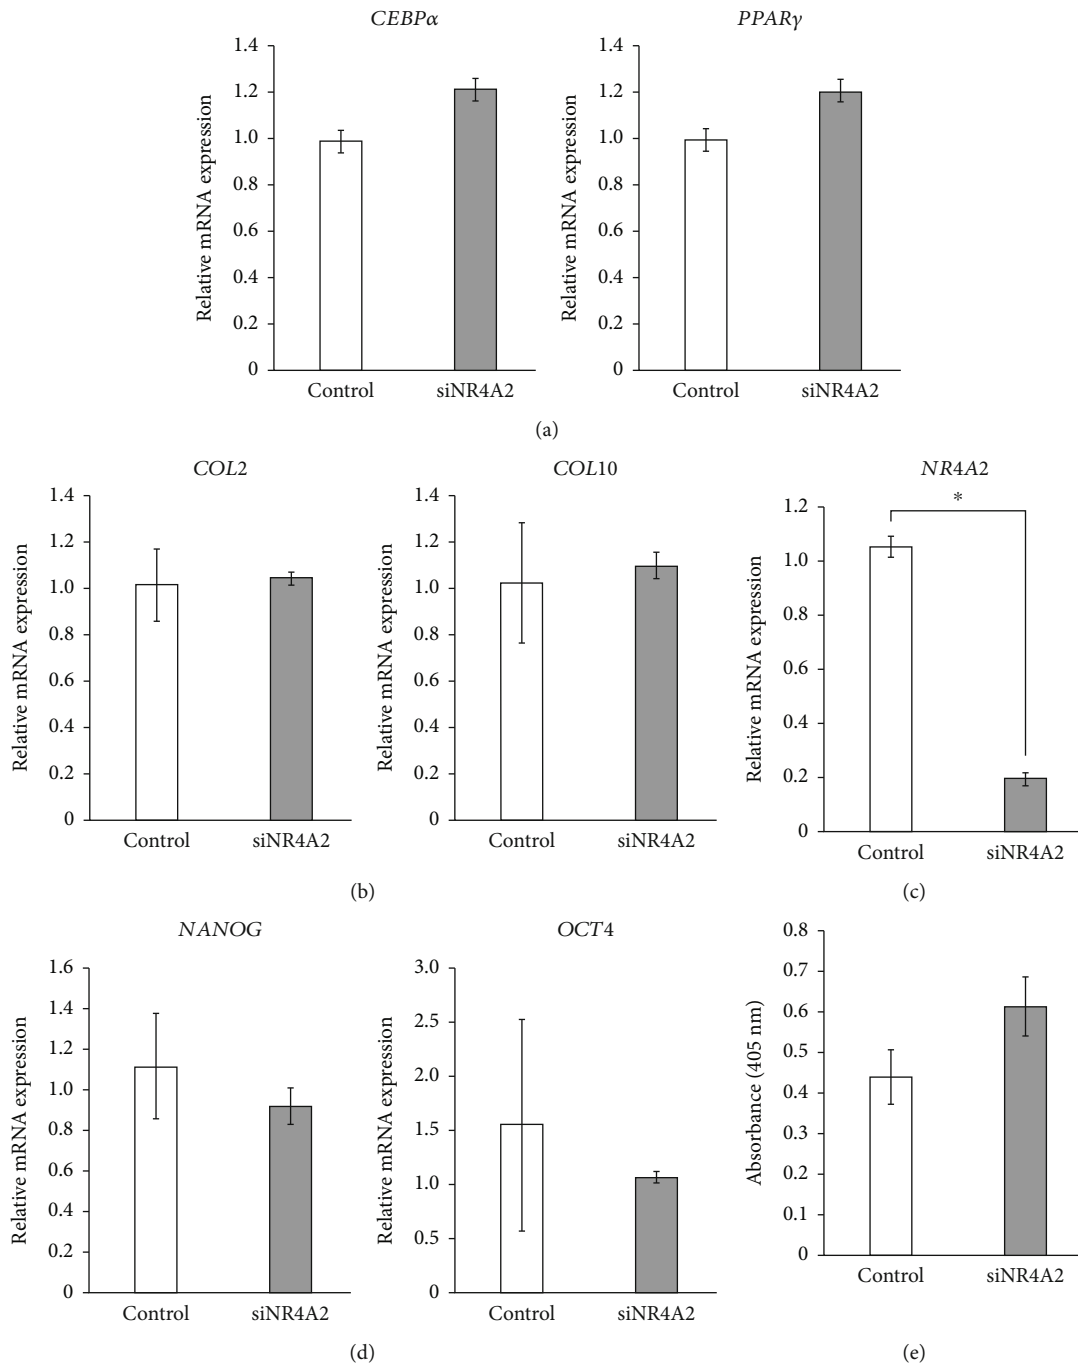 CEBPα
Relative mRNA expression
1.4
1.2
1.0
0.8
0.6
0.4
0.2
0
Control siNR4A2
PPARγ
Relative mRNA expression
1.4
1.2
1.0
0.8
0.6
0.4
0.2
0
Control siNR4A2
(a)
COL2
Relative mRNA expression
1.4
1.2
1.0
0.8
0.6
0.4
0.2
0
Control siNR4A2
COL10
Relative mRNA expression
1.4
1.2
1.0
0.8
0.6
0.4
0.2
0
Control siNR4A2
(b)
NR4A2
*
Relative mRNA expression
1.2
1.0
0.8
0.6
0.4
0.2
0
Control siNR4A2
(c)
NANOG
Relative mRNA expression
1.6
1.4
1.2
1.0
0.8
0.6
0.4
0.2
0
Control siNR4A2
OCT4
Relative mRNA expression
3.0
2.5
2.0
1.5
1.0
0.5
0
Control siNR4A2
(d)
Absorbance (405 nm)
0.8
0.7
0.6
0.5
0.4
0.3
0.2
0.1
0
Control siNR4A2
(e)